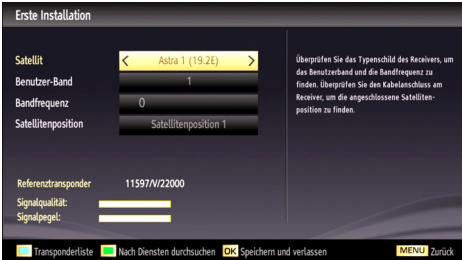 Erste Installation
Satellit
Astra 1 (19.2E)
Benutzer-Band
1
Bandfrequenz
0
Satellitenposition
Satellitenposition 1
Überprüfen Sie das Typenschild des Receivers, um
das Benutzerband und die Bandfrequenz zu
finden. Überprüfen Sie den Kabelanschluss am
Receiver, um die angeschlossene Satelliten-
position zu finden.
Referenztransponder
11597/V/22000
Signalqualität:
Signalpegel:
Transponderliste
Nach Diensten durchsuchen
OK Speichern und verlassen
MENU Zurück